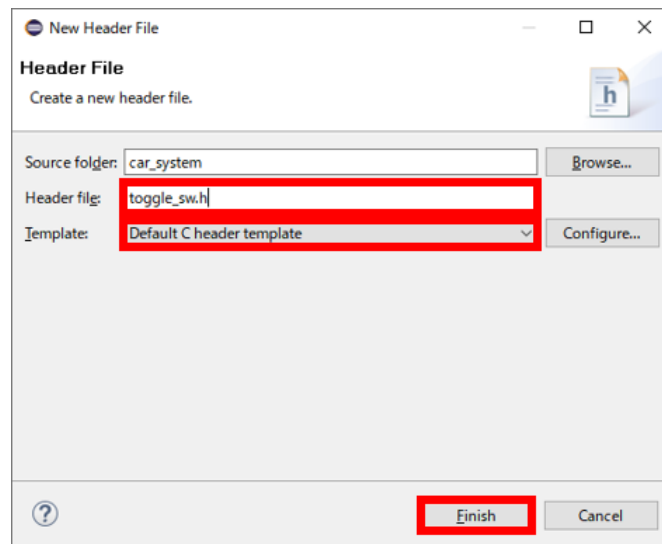 New Header File
Header File
Create a new header file.
h
Source folder: car_system Browse...
Header file: toggle_sw.h
Template: Default C header template Configure...
?
Finish Cancel